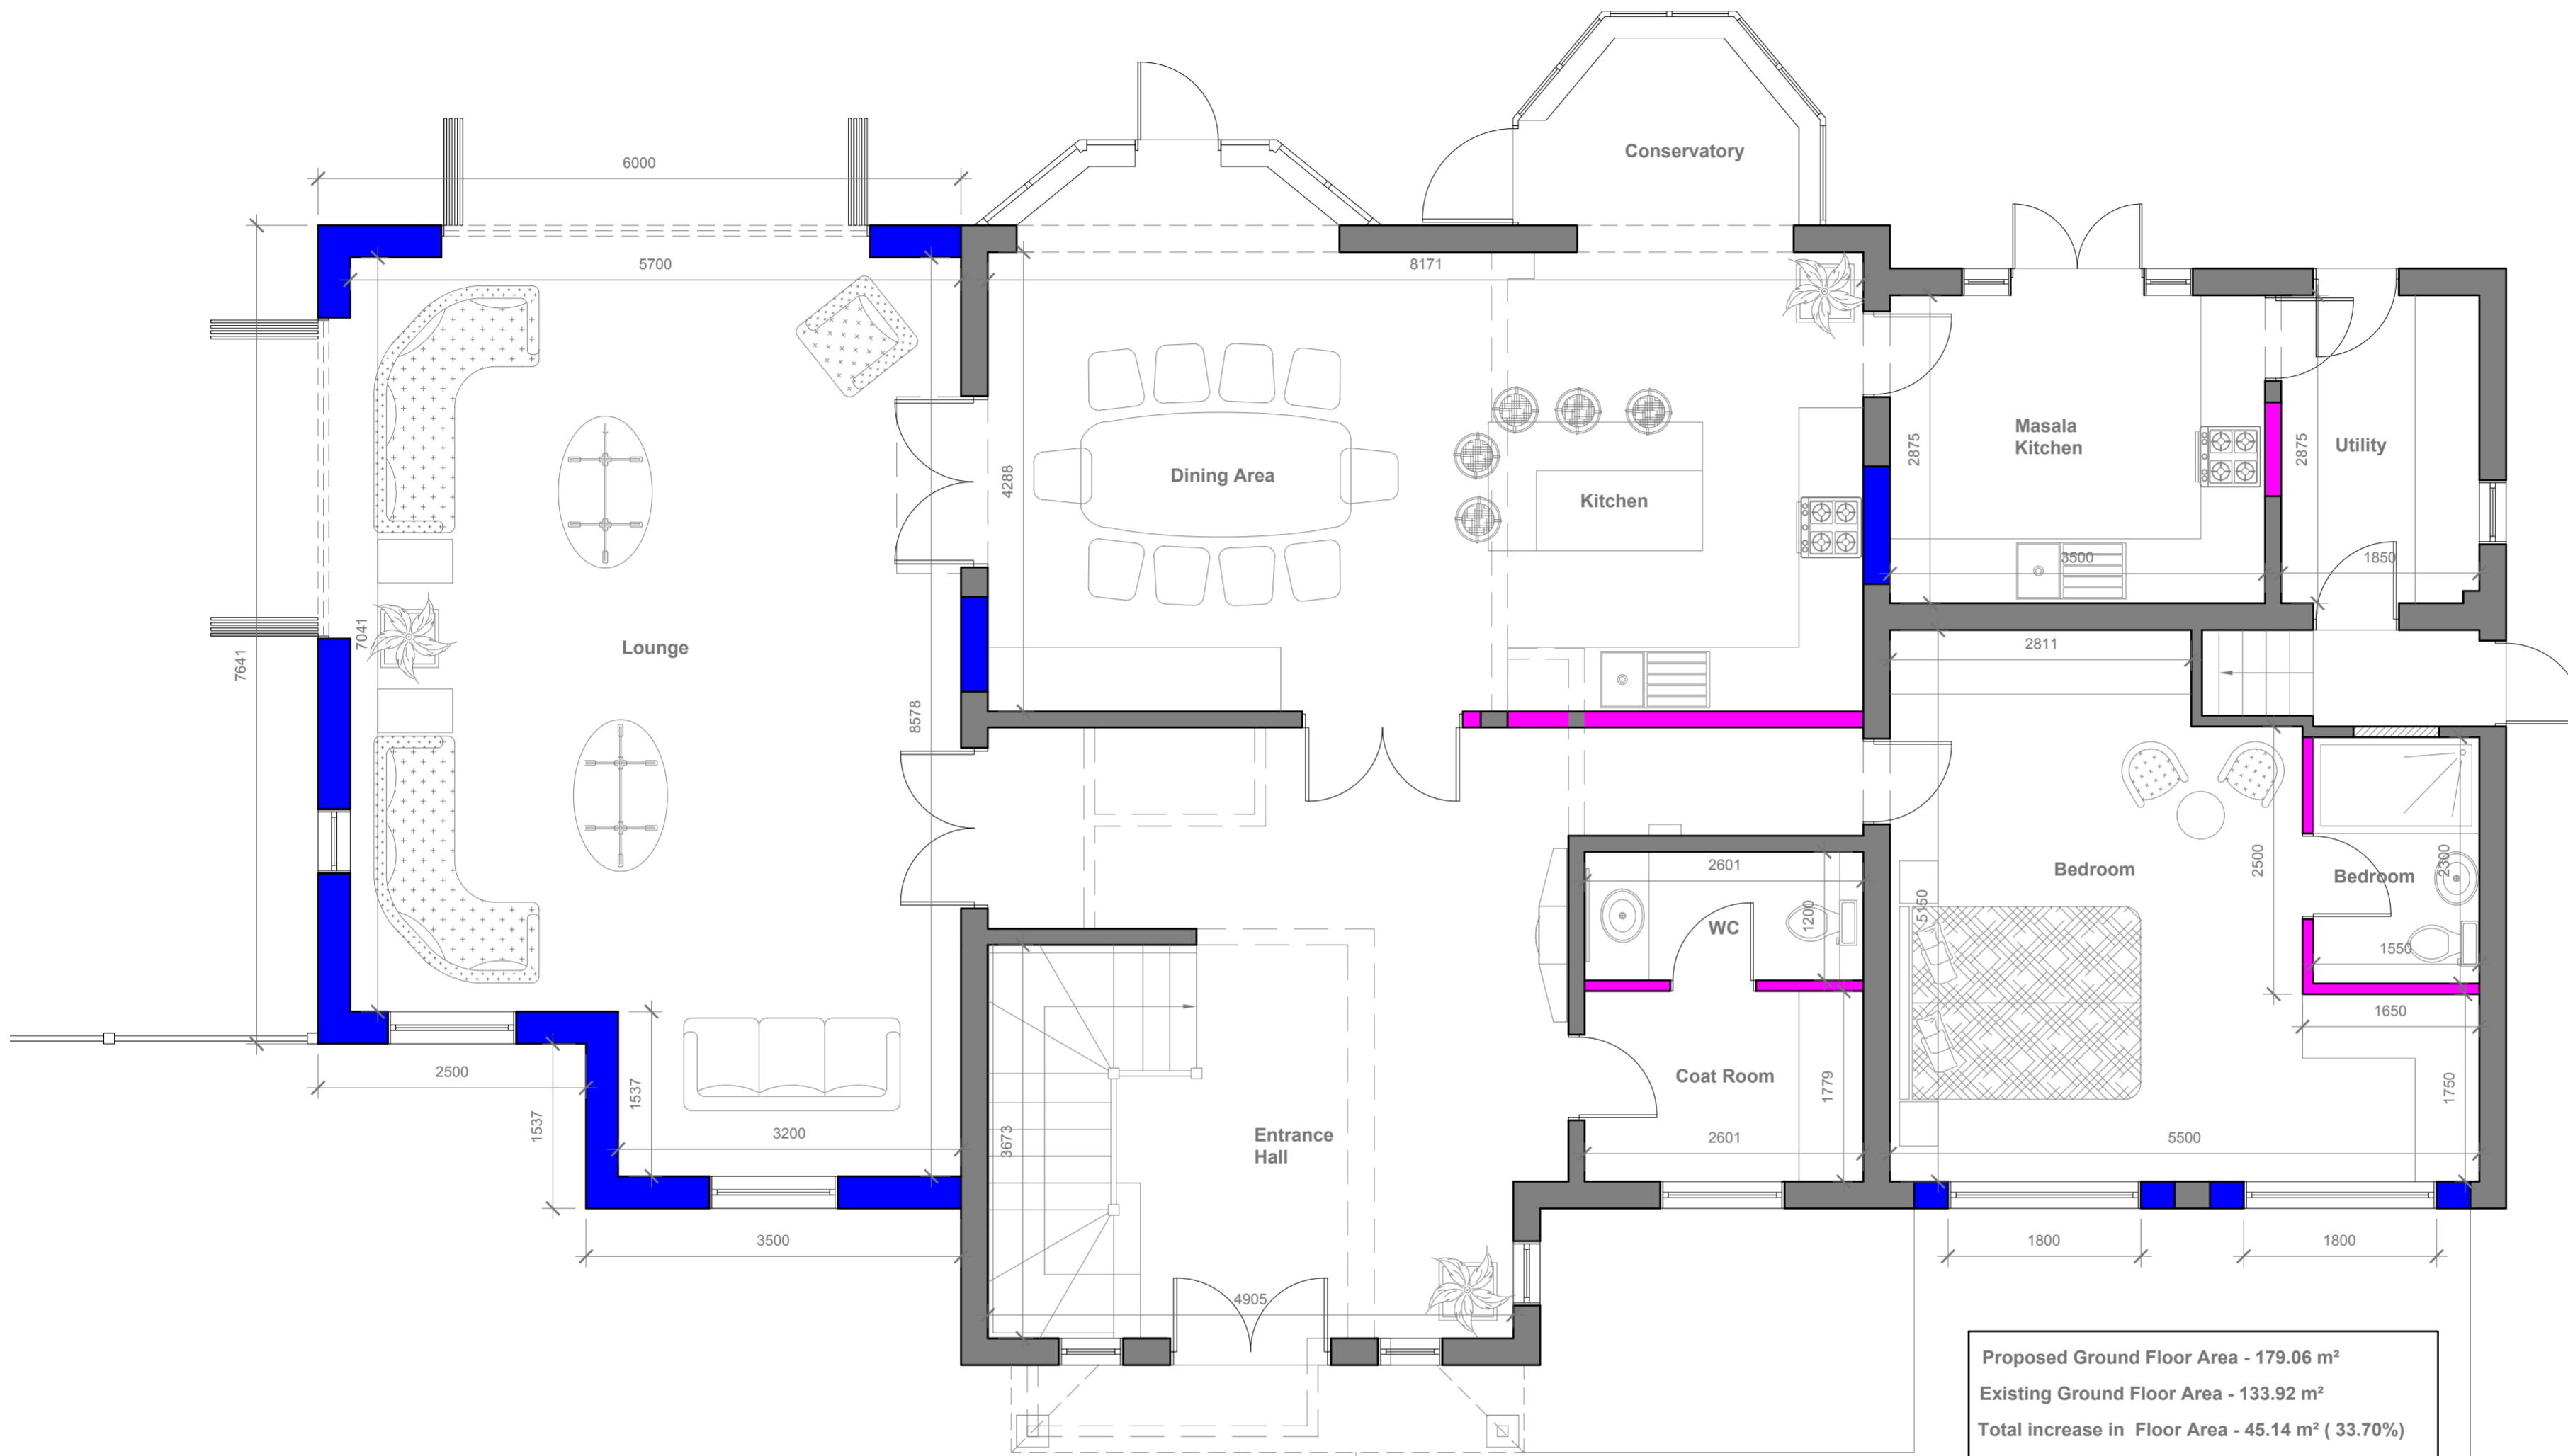 6000
Conservatory
5700
8171
Lounge
7041
7641
8578
4288
Dining Area
Kitchen
2875
Masala
Kitchen
3500
2875
Utility
1850
2811
2500
1537
1537
3200
3500
3673
Entrance
Hall
4905
2601
WC
1200
Coat Room
1779
2601
Bedroom
5150
2500
Bedroom
2300
1550
1650
1750
5500
1800
1800
Proposed Ground Floor Area - 179.06 m²
Existing Ground Floor Area - 133.92 m²
Total increase in Floor Area - 45.14 m² ( 33.70%)